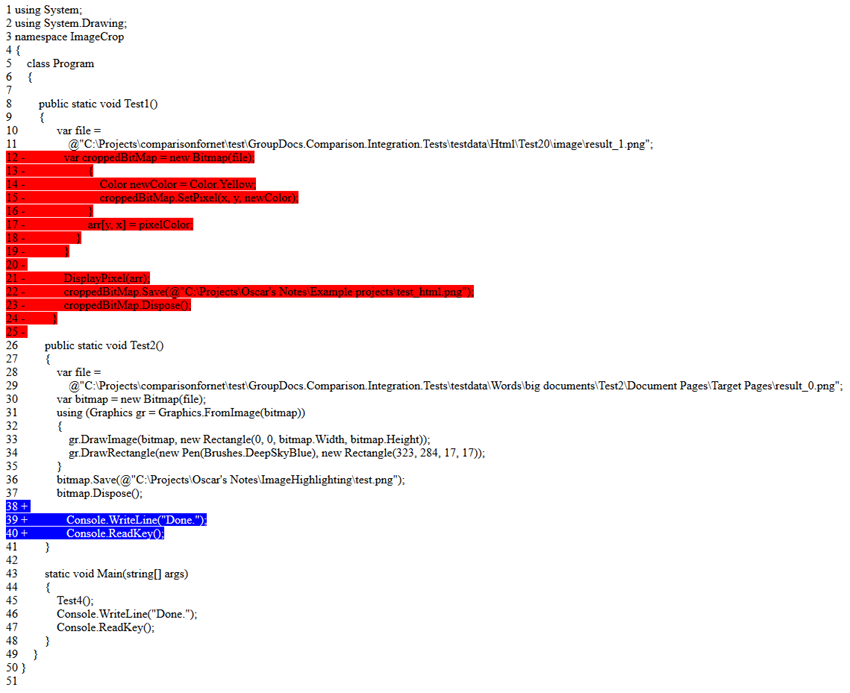 1 using System;
2 using System.Drawing;
3 namespace ImageCrop
4 {
5     class Program
6     {
7
8         public static void Test1()
9         {
10             var file =
11                 @"C:\Projects\comparisonfornet\test\GroupDocs.Comparison.Integration.Tests\testdata\Html\Test20\image\result_1.png";
12 -             var croppedBitMap = new Bitmap(file);
13 -                     {
14 -                         Color newColor = Color.Yellow;
15 -                         croppedBitMap.SetPixel(x, y, newColor);
16 -                     }
17 -                     arr[y, x] = pixelColor;
18 -                 }
19 -             }
20 -
21 -             DisplayPixel(arr);
22 -             croppedBitMap.Save(@"C:\Projects\Oscar's Notes\Example projects\test_html.png");
23 -             croppedBitMap.Dispose();
24 -         }
25 -
26         public static void Test2()
27         {
28             var file =
29                 @"C:\Projects\comparisonfornet\test\GroupDocs.Comparison.Integration.Tests\testdata\Words\big documents\Test2\Document Pages\Target Pages\result_0.png";
30             var bitmap = new Bitmap(file);
31             using (Graphics gr = Graphics.FromImage(bitmap))
32             {
33                 gr.DrawImage(bitmap, new Rectangle(0, 0, bitmap.Width, bitmap.Height));
34                 gr.DrawRectangle(new Pen(Brushes.DeepSkyBlue), new Rectangle(323, 284, 17, 17));
35             }
36             bitmap.Save(@"C:\Projects\Oscar's Notes\ImageHighlighting\test.png");
37             bitmap.Dispose();
38 +
39 +             Console.WriteLine("Done.");
40 +             Console.ReadKey();
41         }
42
43         static void Main(string[] args)
44         {
45             Test4();
46             Console.WriteLine("Done.");
47             Console.ReadKey();
48         }
49     }
50 }
51